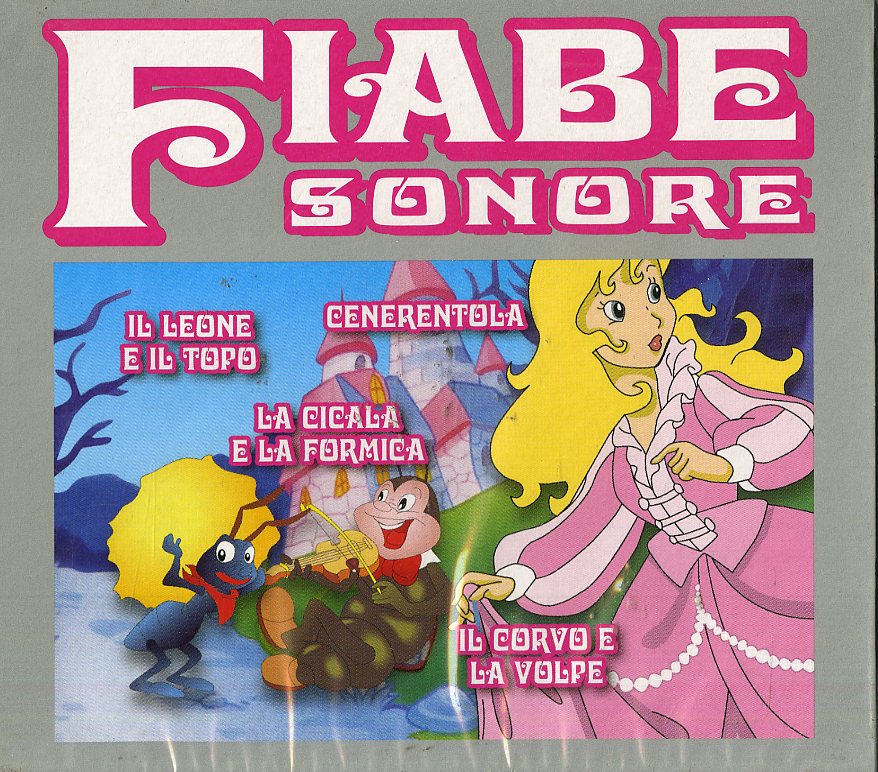 FIABE
SONORE
IL LEONE
E IL TOPO
CENERENTOLA
LA CICALA
E LA FORMICA
IL CORVO E
LA VOLPE